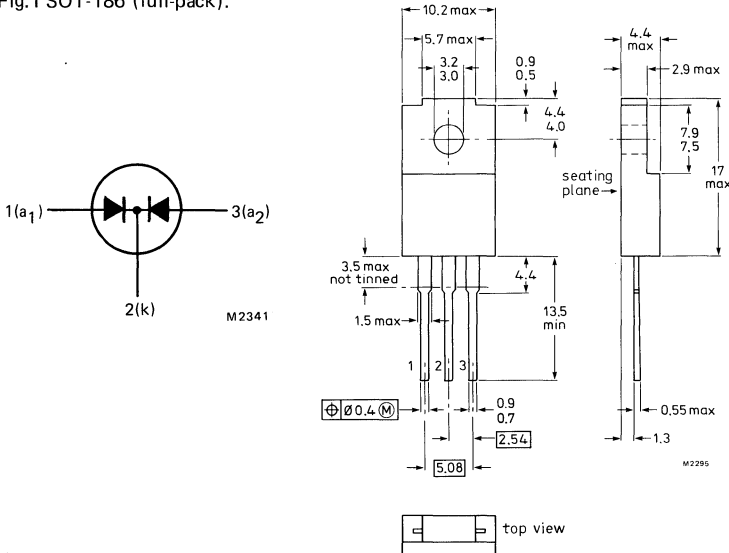 Fig.1 SOT-186 (full-pack).
10.2 max
5.7 max
3.2
3.0
0.9
0.5
4.4
4.0
4.4
max
2.9 max
7.9
7.5
17
max
seating
plane
1(a1)
3(a2)
2(k)
M2341
3.5 max
not tinned
4.4
13.5
min
1.5 max
1 2 3
⌖ Ø0.4 Ⓜ
0.9
0.7
2.54
5.08
0.55 max
1.3
M2295
top view